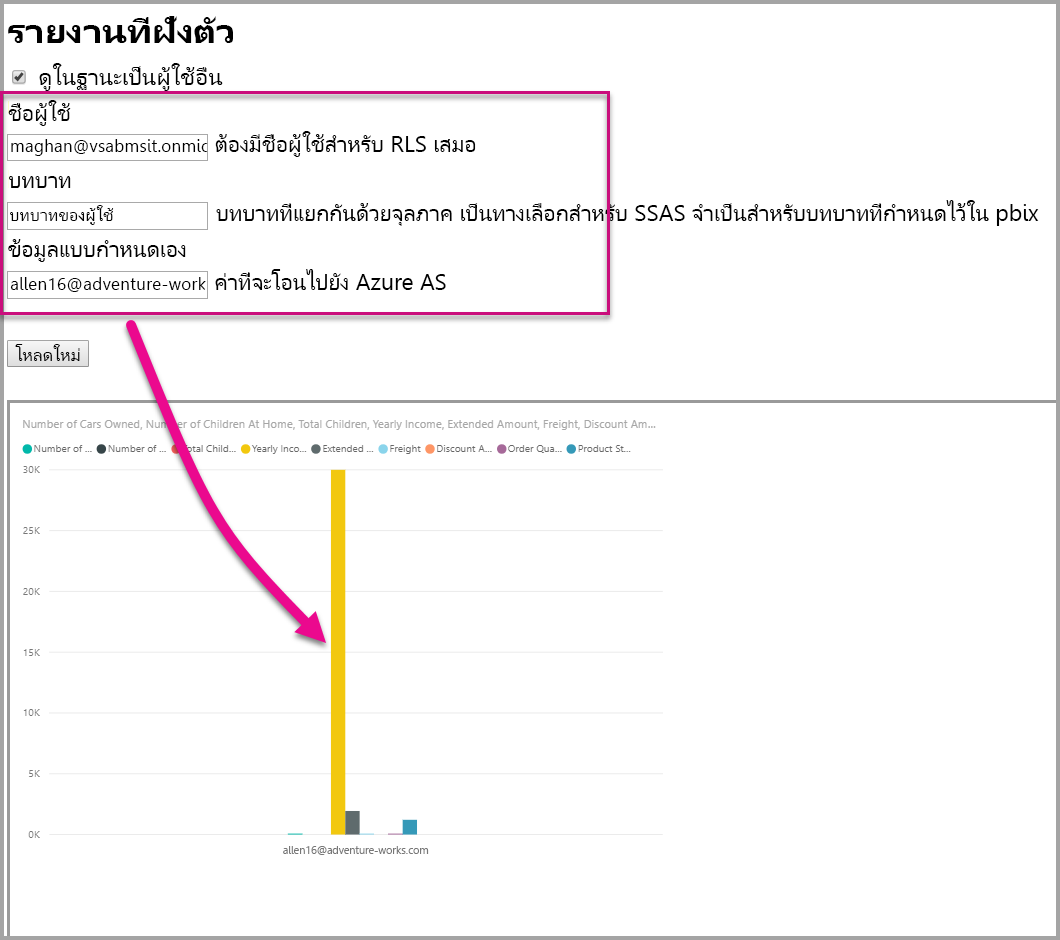 รายงานที่ฝังตัว
ดูในฐานะเป็นผู้ใช้อื่น
ชื่อผู้ใช้
maghan@vsabmsit.onmic ต้องมีชื่อผู้ใช้สำหรับ RLS เสมอ
บทบาท
บทบาทของผู้ใช้ บทบาทที่แยกกันด้วยจุลภาค เป็นทางเลือกสำหรับ SSAS จำเป็นสำหรับบทบาทที่กำหนดไว้ใน pbix
ข้อมูลแบบกำหนดเอง
allen16@adventure-work ค่าที่จะโอนไปยัง Azure AS
โหลดใหม่
Number of Cars Owned, Number of Children At Home, Total Children, Yearly Income, Extended Amount, Freight, Discount Am...
Number of ... Number of ... Total Child... Yearly Inco... Extended ... Freight Discount A... Order Qua... Product St...
30K
25K
20K
15K
10K
5K
0K
allen16@adventure-works.com